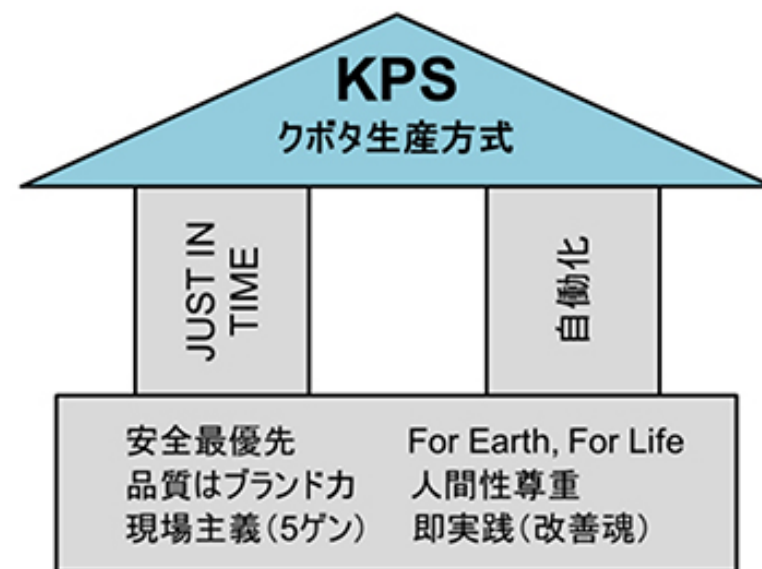 KPS
クボタ生産方式
JUST IN
TIME
自働化
安全最優先 For Earth, For Life
品質はブランド力 人間性尊重
現場主義(5ゲン) 即実践(改善魂)